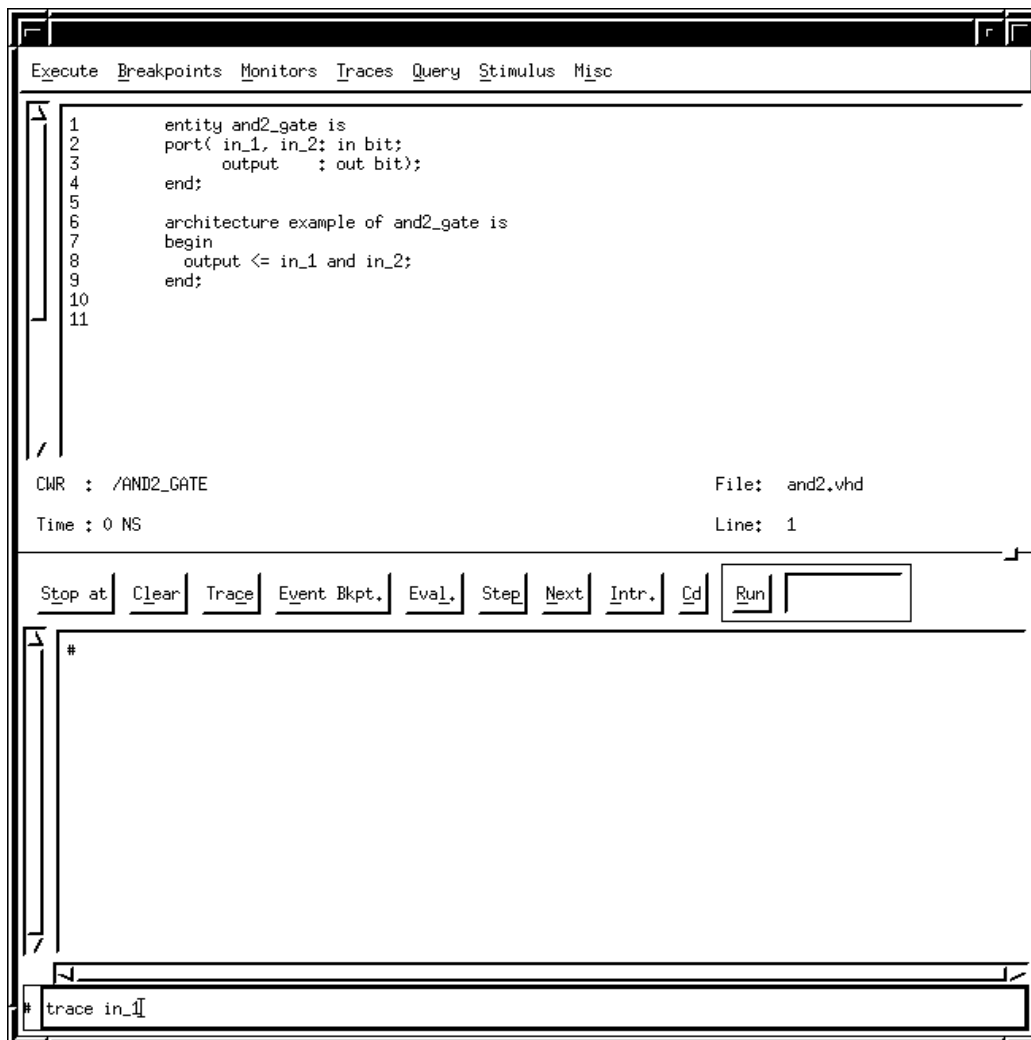 Execute Breakpoints Monitors Traces Query Stimulus Misc
1 entity and2_gate is
2 port( in_1, in_2: in bit;
3 output : out bit);
4 end;
5
6 architecture example of and2_gate is
7 begin
8 output <= in_1 and in_2;
9 end;
10
11
CWR : /AND2_GATE File: and2.vhd
Time : 0 NS Line: 1
Stop at Clear Trace Event Bkpt. Eval. Step Next Intr. Cd Run
#
# trace in_1